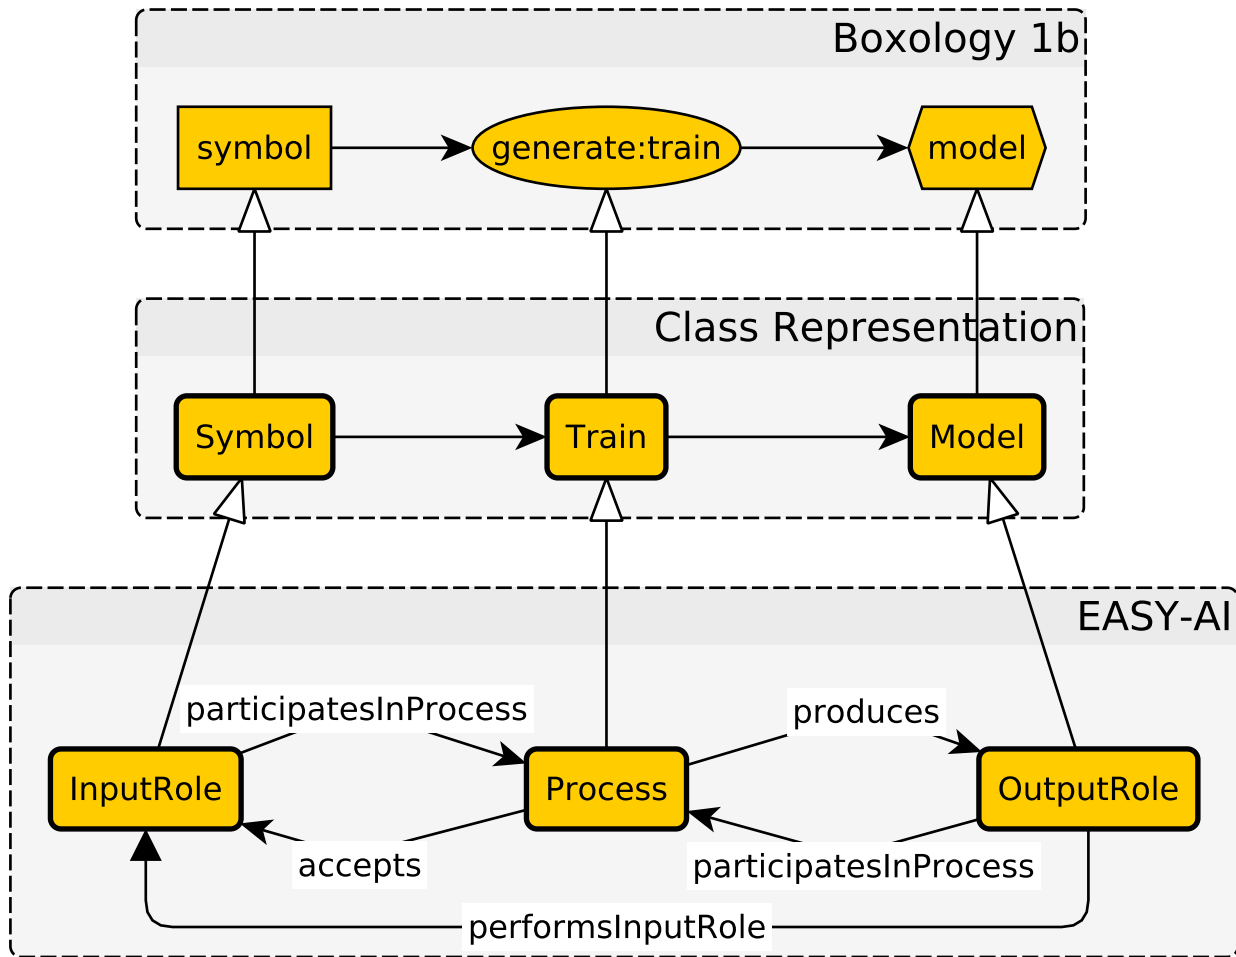 Boxology 1b
symbol
generate:train
model
Class Representation
Symbol
Train
Model
EASY-AI
participatesInProcess
produces
InputRole
Process
OutputRole
accepts
participatesInProcess
performsInputRole